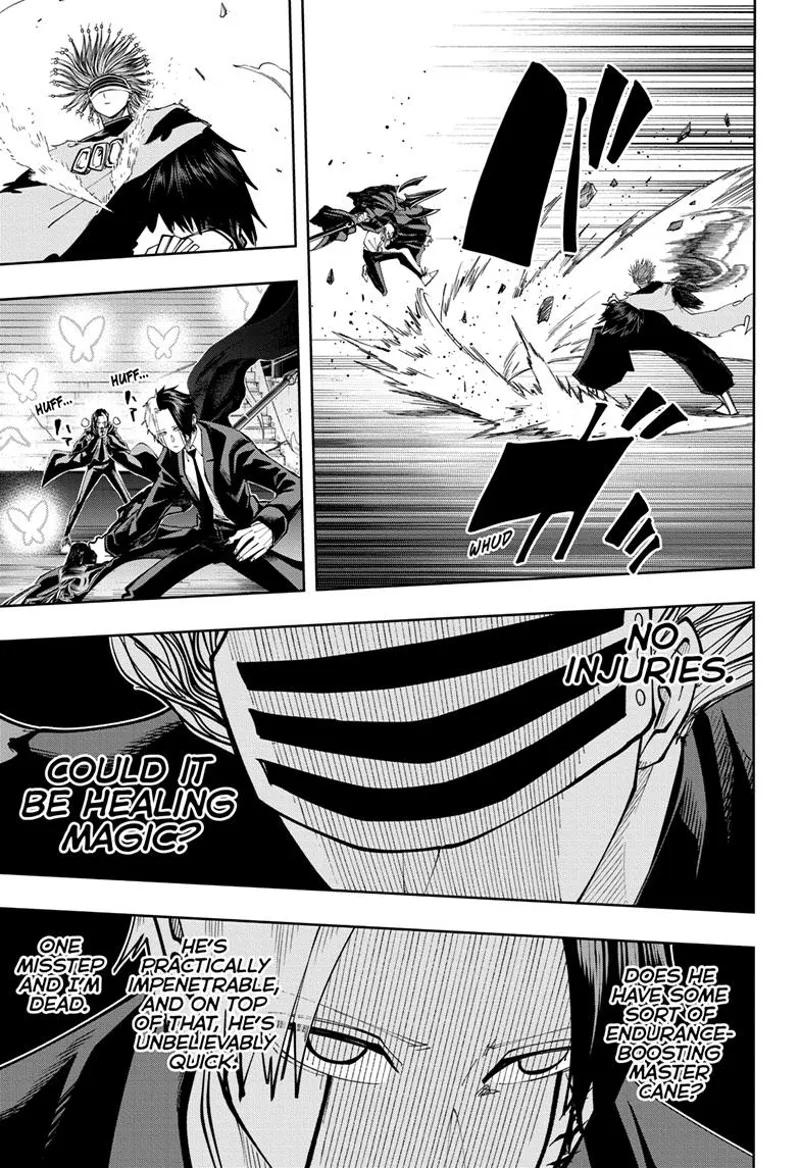 WHUD
HUFF...
HUFF...
NO
INJURIES.
COULD IT
BE HEALING
MAGIC?
DOES HE
HAVE SOME
SORT OF
ENDURANCE-
BOOSTING
MASTER
CANE?
HE'S
PRACTICALLY
IMPENETRABLE,
AND ON TOP
OF THAT, HE'S
UNBELIEVABLY
QUICK.
ONE
MISSTEP
AND I'M
DEAD.